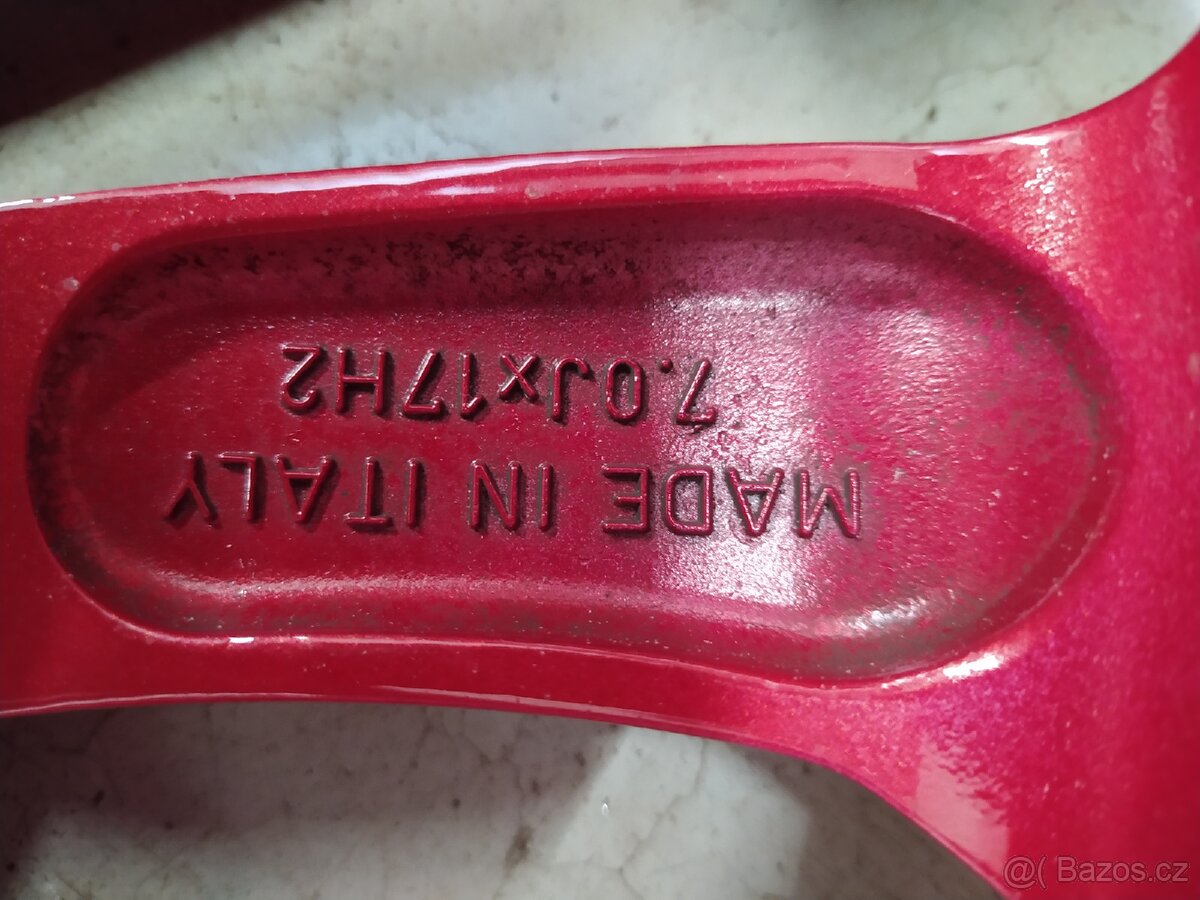 MADE IN ITALY
7.0Jx17H2
@( Bazos.cz